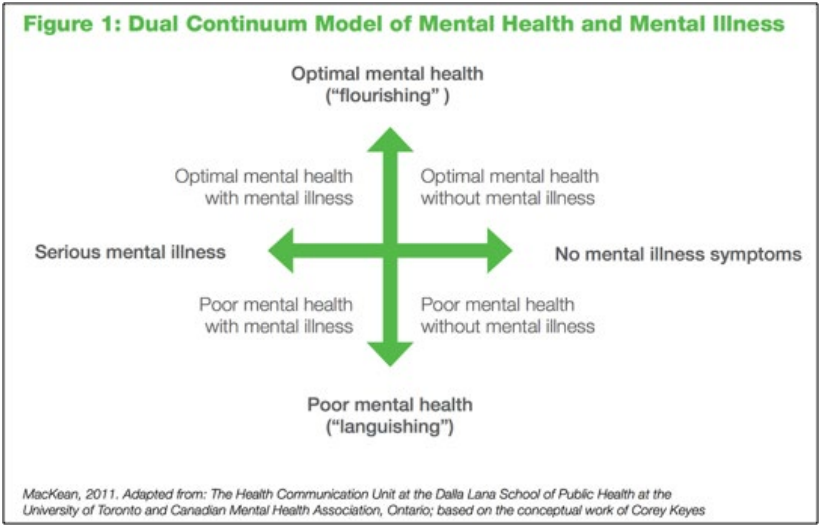 Figure 1: Dual Continuum Model of Mental Health and Mental Illness
Optimal mental health
(“flourishing” )
Optimal mental health
with mental illness
Optimal mental health
without mental illness
Serious mental illness
No mental illness symptoms
Poor mental health
with mental illness
Poor mental health
without mental illness
Poor mental health
(“languishing”)
MacKean, 2011. Adapted from: The Health Communication Unit at the Dalla Lana School of Public Health at the
University of Toronto and Canadian Mental Health Association, Ontario; based on the conceptual work of Corey Keyes